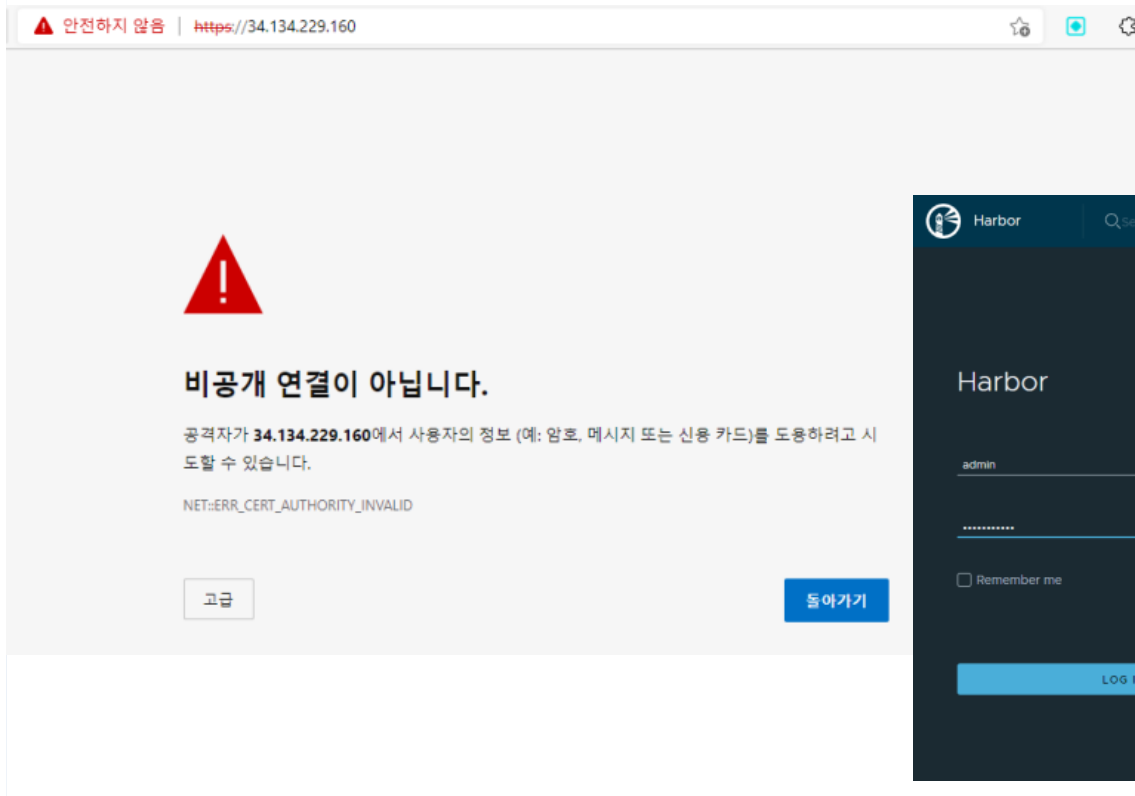 안전하지 않음 | https://34.134.229.160
비공개 연결이 아닙니다.
공격자가 34.134.229.160에서 사용자의 정보 (예: 암호, 메시지 또는 신용 카드)를 도용하려고 시
도할 수 있습니다.
NET::ERR_CERT_AUTHORITY_INVALID
고급
돌아가기
Harbor
Harbor
admin
Remember me
LOG